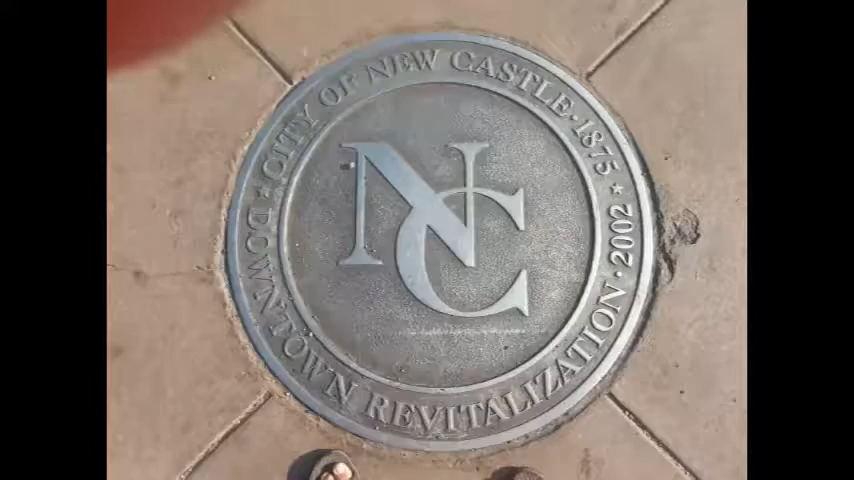 CITY OF NEW CASTLE · 1875
DOWNTOWN REVITALIZATION · 2002
NC